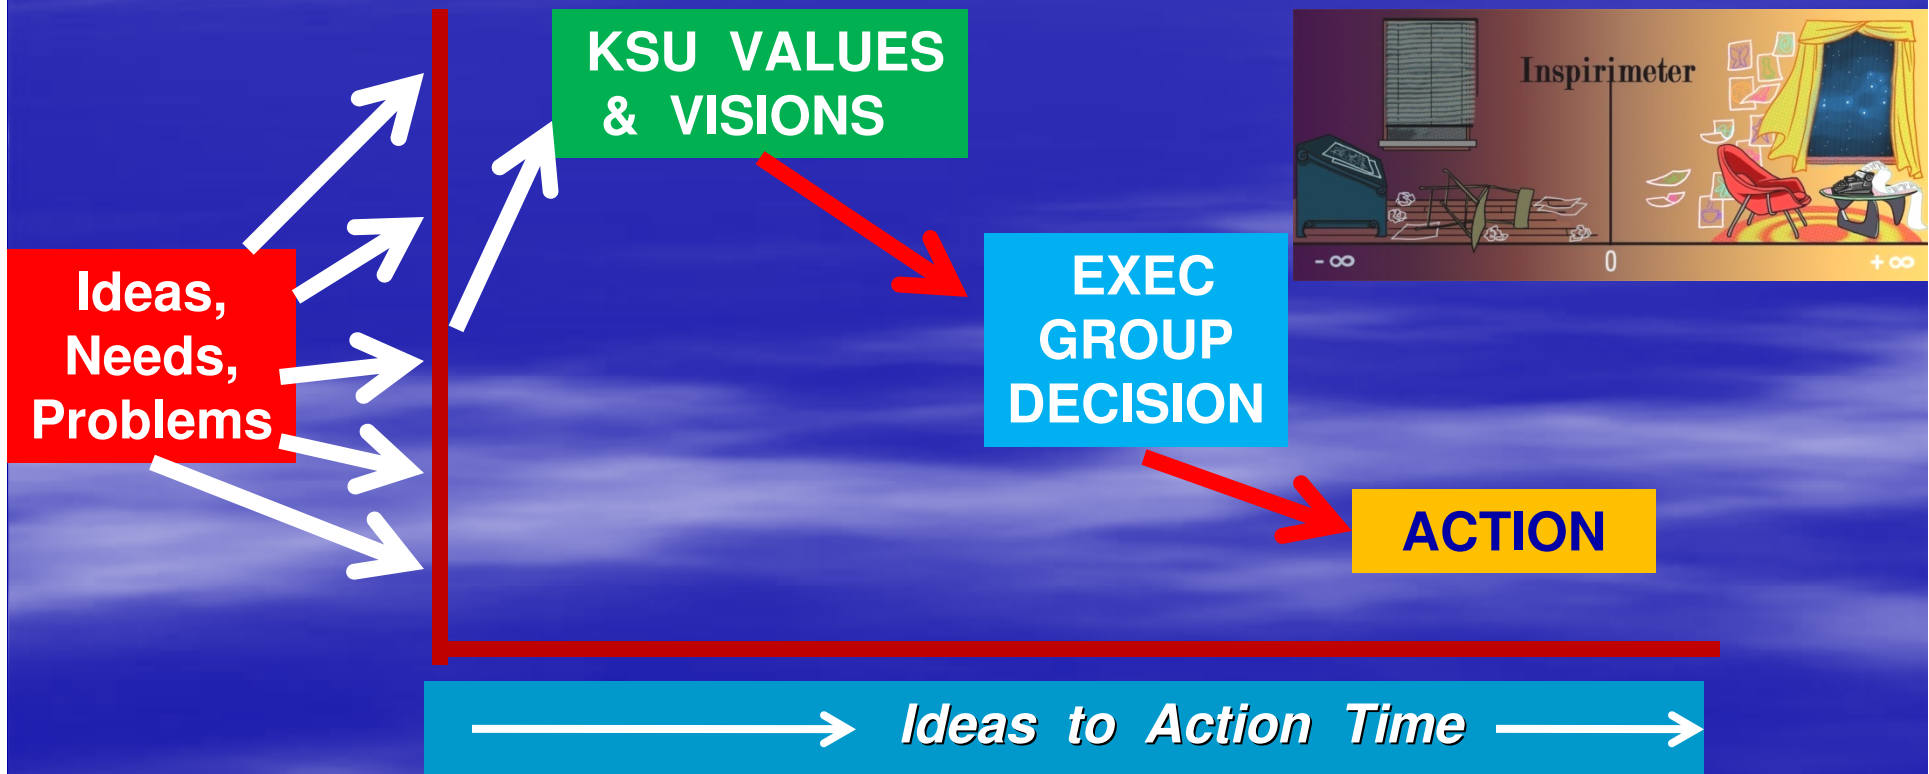 KSU VALUES
& VISIONS
Inspirimeter
- ∞
0
+ ∞
Ideas,
Needs,
Problems
EXEC
GROUP
DECISION
ACTION
Ideas to Action Time